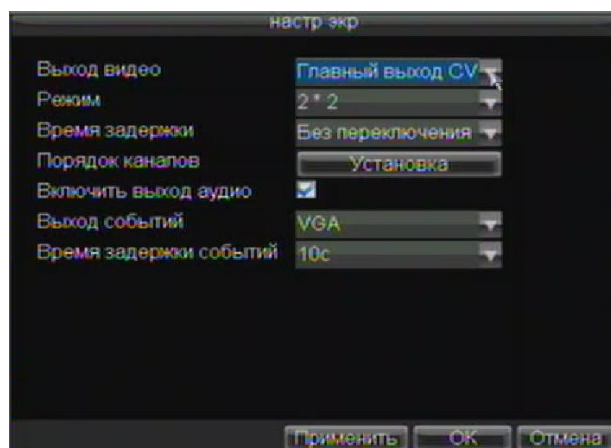 настр экр
Выход видео Главный выход CV
Режим 2 * 2
Время задержки Без переключения
Порядок каналов Установка
Включить выход аудио
Выход событий VGA
Время задержки событий 10с
Применить OK Отмена